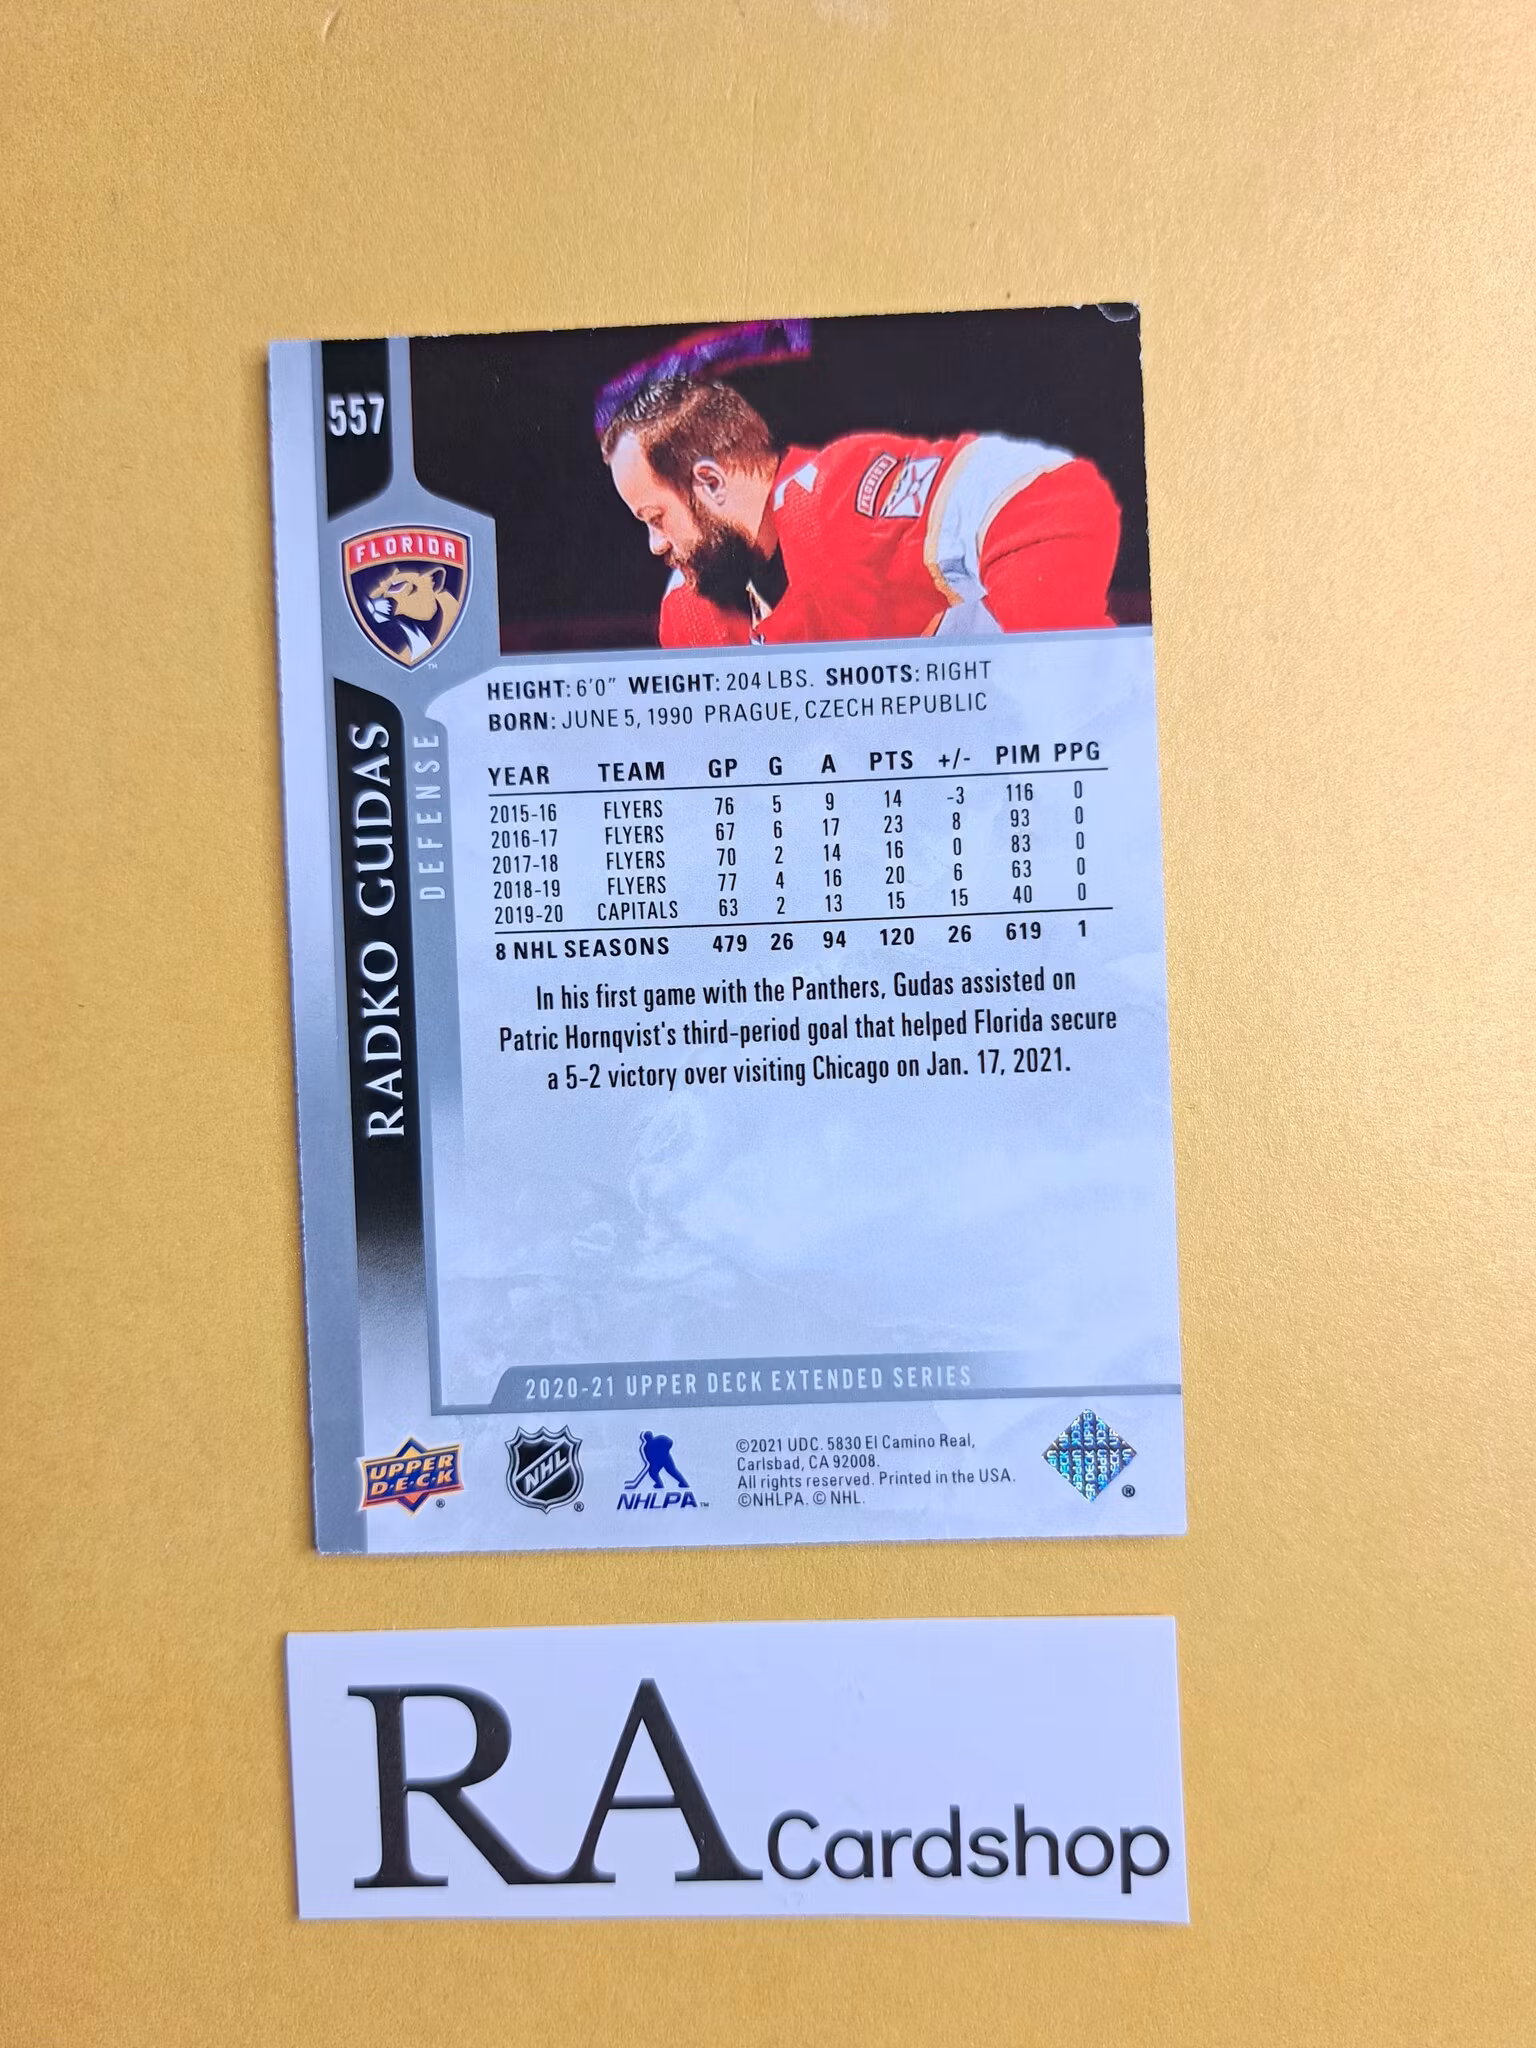 557
FLORIDA
FLORIDA
TM
RADKO GUDAS
DEFENSE
HEIGHT: 6'0" WEIGHT: 204 LBS. SHOOTS: RIGHT
BORN: JUNE 5, 1990 PRAGUE, CZECH REPUBLIC
YEAR TEAM GP G A PTS +/- PIM PPG
2015-16 FLYERS 76 5 9 14 -3 116 0
2016-17 FLYERS 67 6 17 23 8 93 0
2017-18 FLYERS 70 2 14 16 0 83 0
2018-19 FLYERS 77 4 16 20 6 63 0
2019-20 CAPITALS 63 2 13 15 15 40 0
8 NHL SEASONS 479 26 94 120 26 619 1
In his first game with the Panthers, Gudas assisted on
Patric Hornqvist's third-period goal that helped Florida secure
a 5-2 victory over visiting Chicago on Jan. 17, 2021.
2020-21 UPPER DECK EXTENDED SERIES
UPPER
D·E·C·K
®
NHL
®
NHLPA™
©2021 UDC. 5830 El Camino Real,
Carlsbad, CA 92008.
All rights reserved. Printed in the USA.
©NHLPA. © NHL.
UPPER DECK
®
RA Cardshop